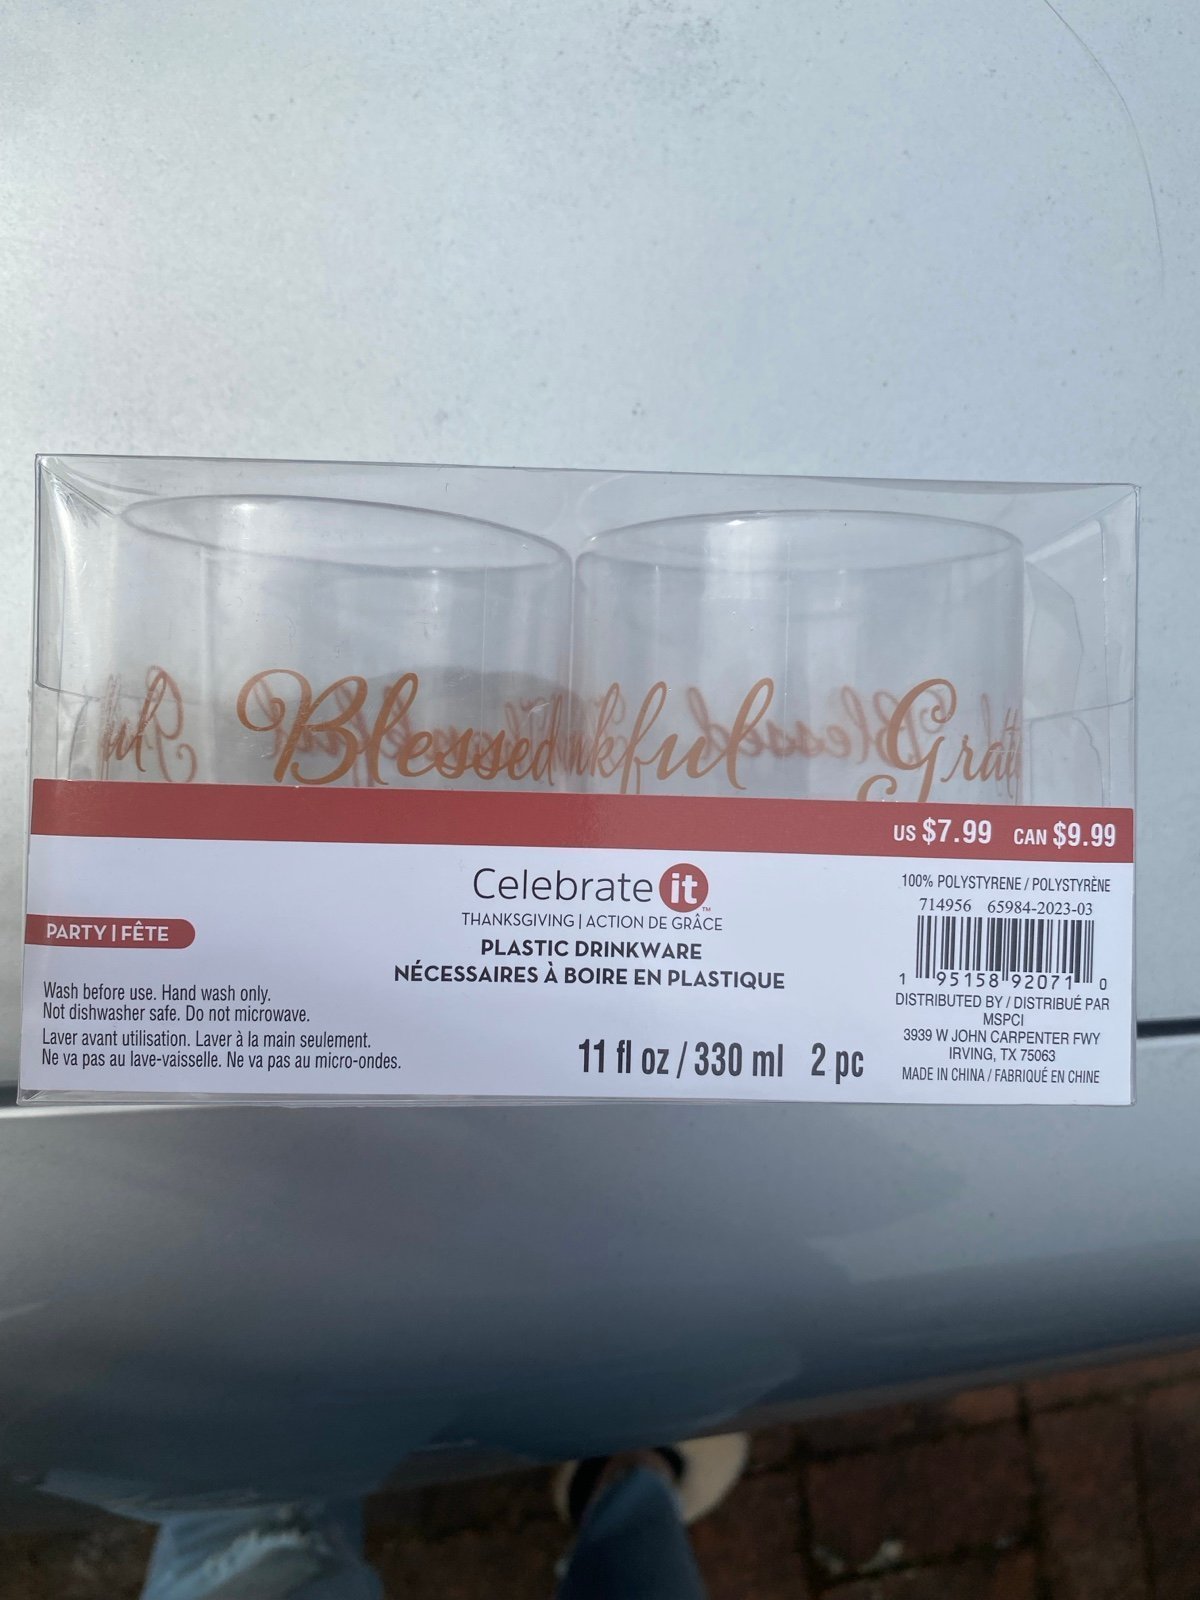 Blessed
kful
Grat
US $7.99 CAN $9.99
Celebrate it™
THANKSGIVING | ACTION DE GRÂCE
PLASTIC DRINKWARE
NÉCESSAIRES À BOIRE EN PLASTIQUE
PARTY | FÊTE
Wash before use. Hand wash only.
Not dishwasher safe. Do not microwave.
Laver avant utilisation. Laver à la main seulement.
Ne va pas au lave-vaisselle. Ne va pas au micro-ondes.
11 fl oz / 330 ml 2 pc
100% POLYSTYRENE / POLYSTYRÈNE
714956 65984-2023-03
1 95158 92071 0
DISTRIBUTED BY / DISTRIBUÉ PAR
MSPCI
3939 W JOHN CARPENTER FWY
IRVING, TX 75063
MADE IN CHINA / FABRIQUÉ EN CHINE